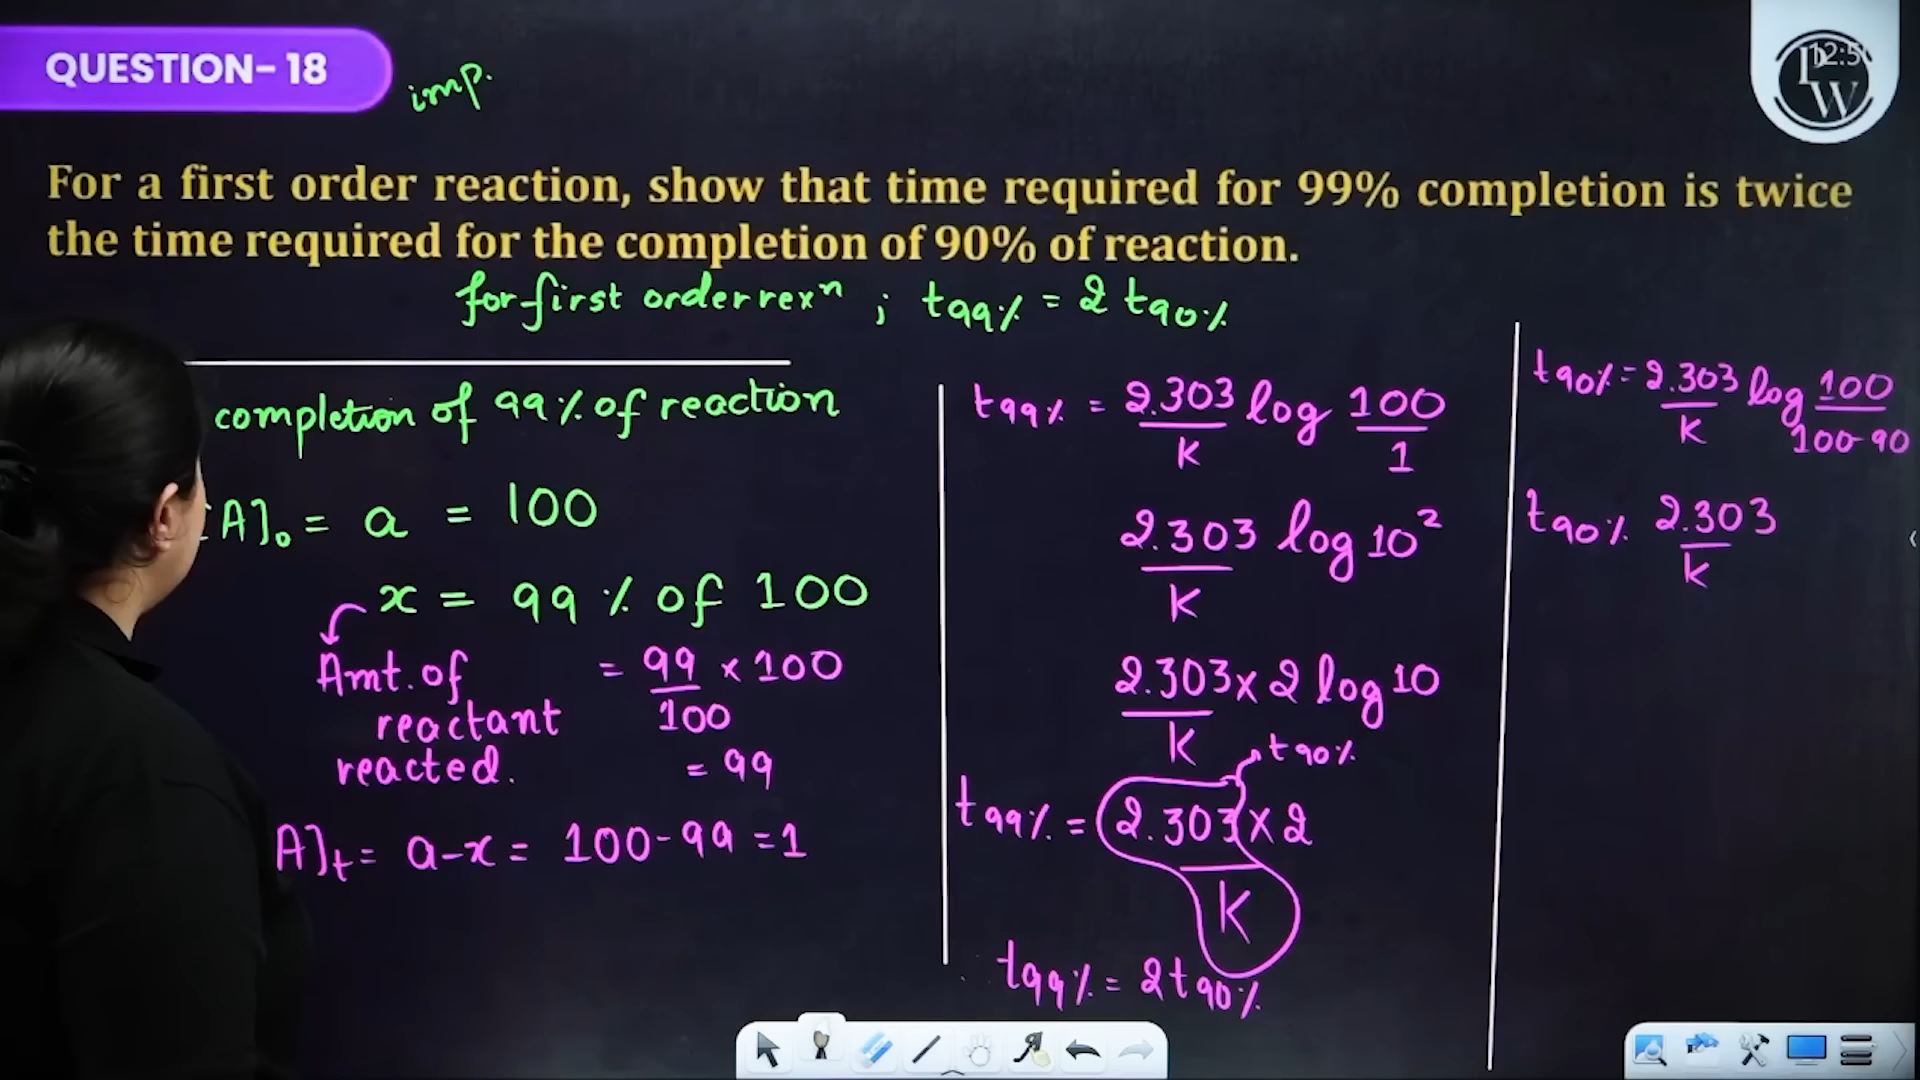 QUESTION- 18
imp.
12:5
PW
For a first order reaction, show that time required for 99% completion is twice
the time required for the completion of 90% of reaction.
for first order rexⁿ ; t99% = 2 t90%
completion of 99% of reaction
[A]₀ = a = 100
x = 99 % of 100
Amt. of reactant reacted. = 99/100 × 100
= 99
A]t = a-x = 100-99 = 1
t99% = 2.303/K log 100/1
2.303/K log 10²
2.303/K × 2 log 10
t90%
t99% = 2.303/K × 2
t99% = 2t90%
t90% = 2.303/K log 100/100-90
t90% 2.303/K